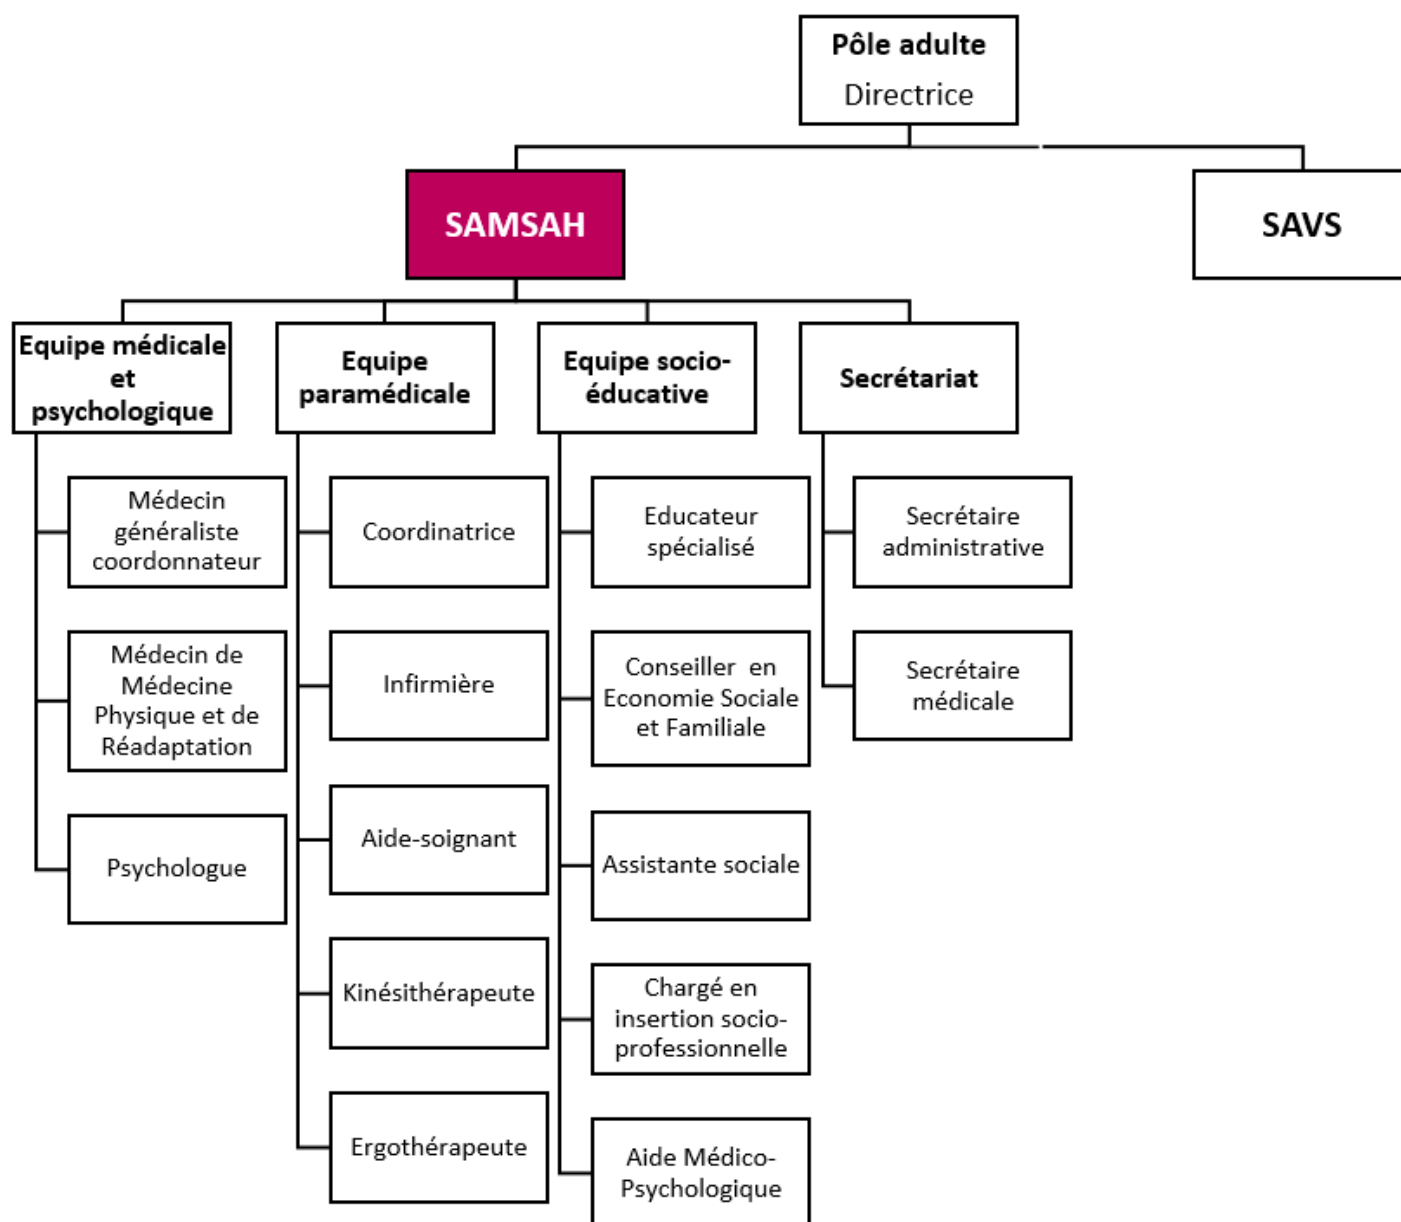 Pôle adulte
Directrice
SAMSAH
SAVS
Equipe médicale
et
psychologique
Equipe
paramédicale
Equipe socio-
éducative
Secrétariat
Médecin
généraliste
coordonnateur
Médecin de
Médecine
Physique et de
Réadaptation
Psychologue
Coordinatrice
Infirmière
Aide-soignant
Kinésithérapeute
Ergothérapeute
Educateur
spécialisé
Conseiller en
Economie Sociale
et Familiale
Assistante sociale
Chargé en
insertion socio-
professionnelle
Aide Médico-
Psychologique
Secrétaire
administrative
Secrétaire
médicale